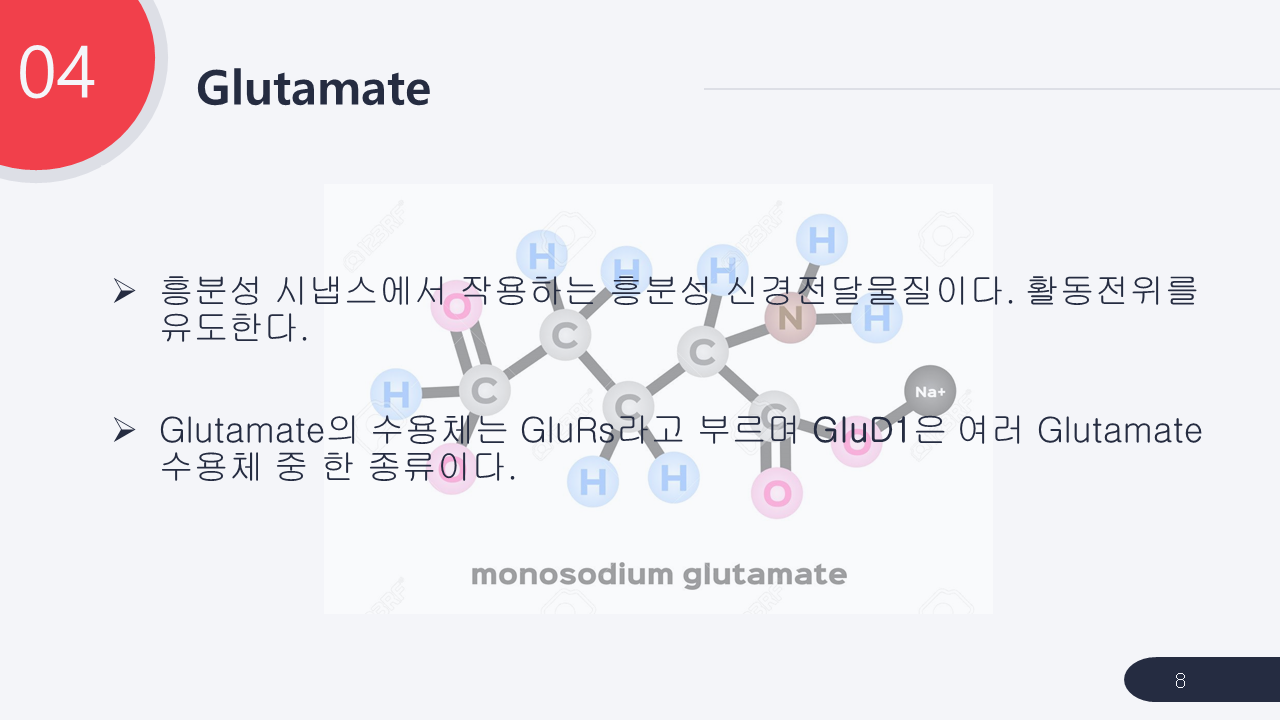 04
Glutamate
➢ 흥분성 시냅스에서 작용하는 흥분성 신경전달물질이다. 활동전위를
유도한다.
➢ Glutamate의 수용체는 GluRs라고 부르며 GluD1은 여러 Glutamate
수용체 중 한 종류이다.
H
H
H
H
O
N
H
C
C
C
H
C
C
Na+
O
O
H
H
O
monosodium glutamate
8